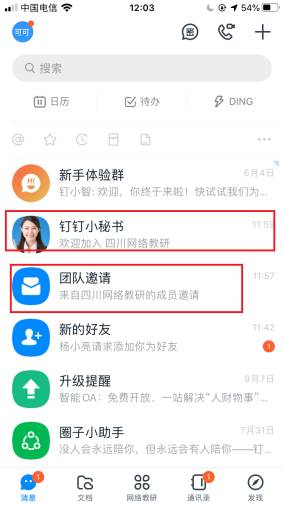 中国电信 12:03 54%
可可
搜索
11 日历 待办 DING
新手体验群 6月4日
钉小智: 欢迎，你终于来啦！快试试我们为...
钉钉小秘书 11:59
欢迎加入 四川网络教研
团队邀请 11:57
来自四川网络教研的成员邀请
新的好友 11:42
杨小亮请求添加你为好友 1
升级提醒 9月7日
智能OA：免费开放、一站解决“人财物事”...
圈子小助手 7月31日
没人会永远陪你，但永远会有人陪你——钉...
1 1
消息 文档 网络教研 通讯录 发现